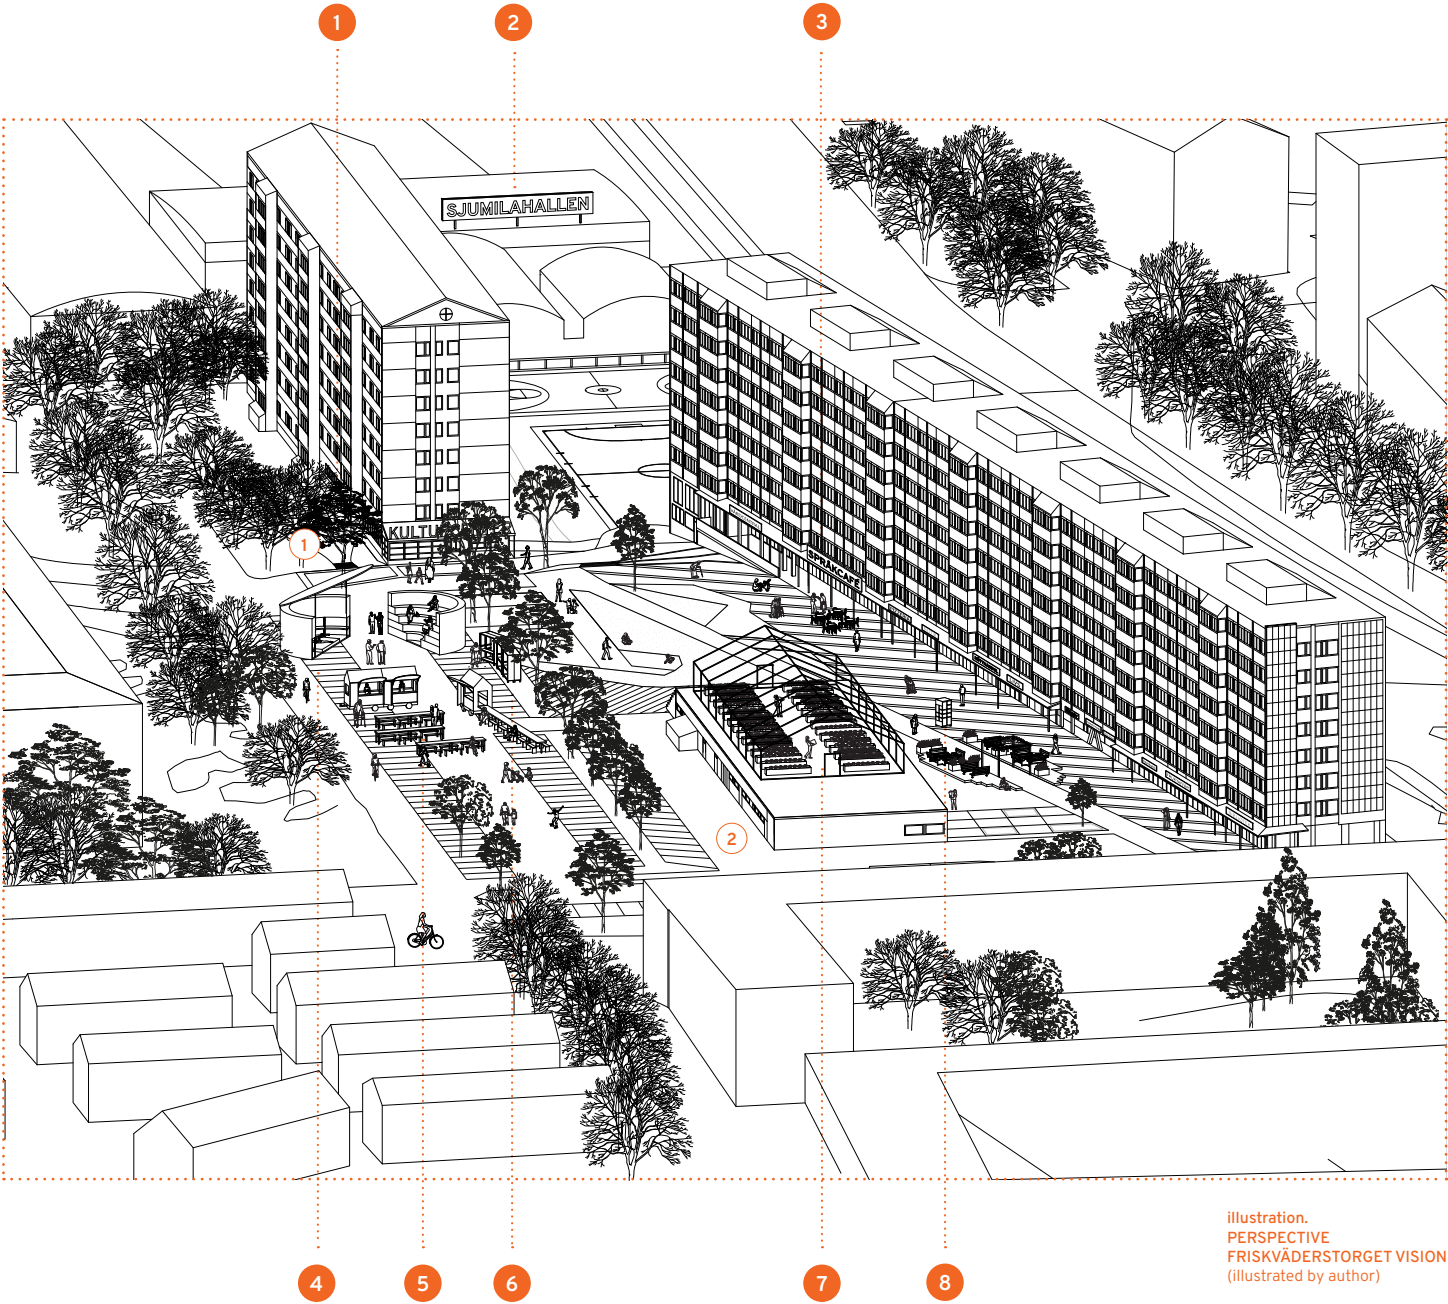 1
2
3
SJUMILAHALLEN
KULTU
SPRÅKCAFÉ
1
2
illustration.
PERSPECTIVE
FRISKVÄDERSTORGET VISION
(illustrated by author)
4
5
6
7
8